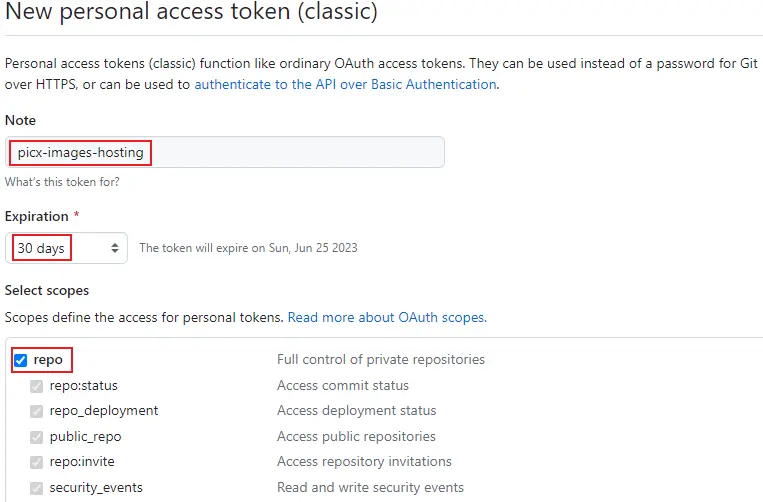 New personal access token (classic)
Personal access tokens (classic) function like ordinary OAuth access tokens. They can be used instead of a password for Git
over HTTPS, or can be used to authenticate to the API over Basic Authentication.
Note
picx-images-hosting
What's this token for?
Expiration *
30 days The token will expire on Sun, Jun 25 2023
Select scopes
Scopes define the access for personal tokens. Read more about OAuth scopes.
repo Full control of private repositories
repo:status Access commit status
repo_deployment Access deployment status
public_repo Access public repositories
repo:invite Access repository invitations
security_events Read and write security events